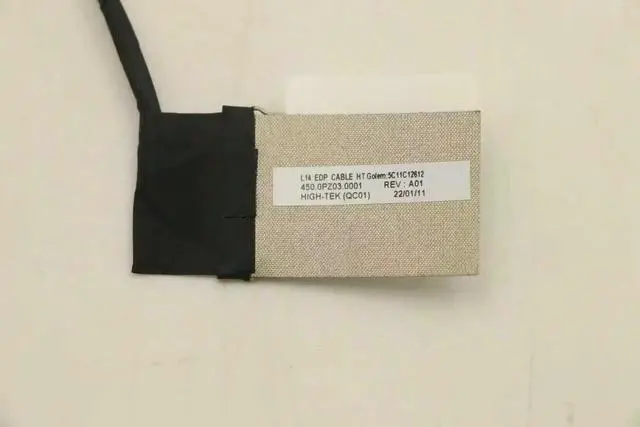 L14 EDP CABLE HT Golem:5C11C12612
450.0PZ03.0001 REV : A01
HIGH-TEK (QC01) 22/01/11